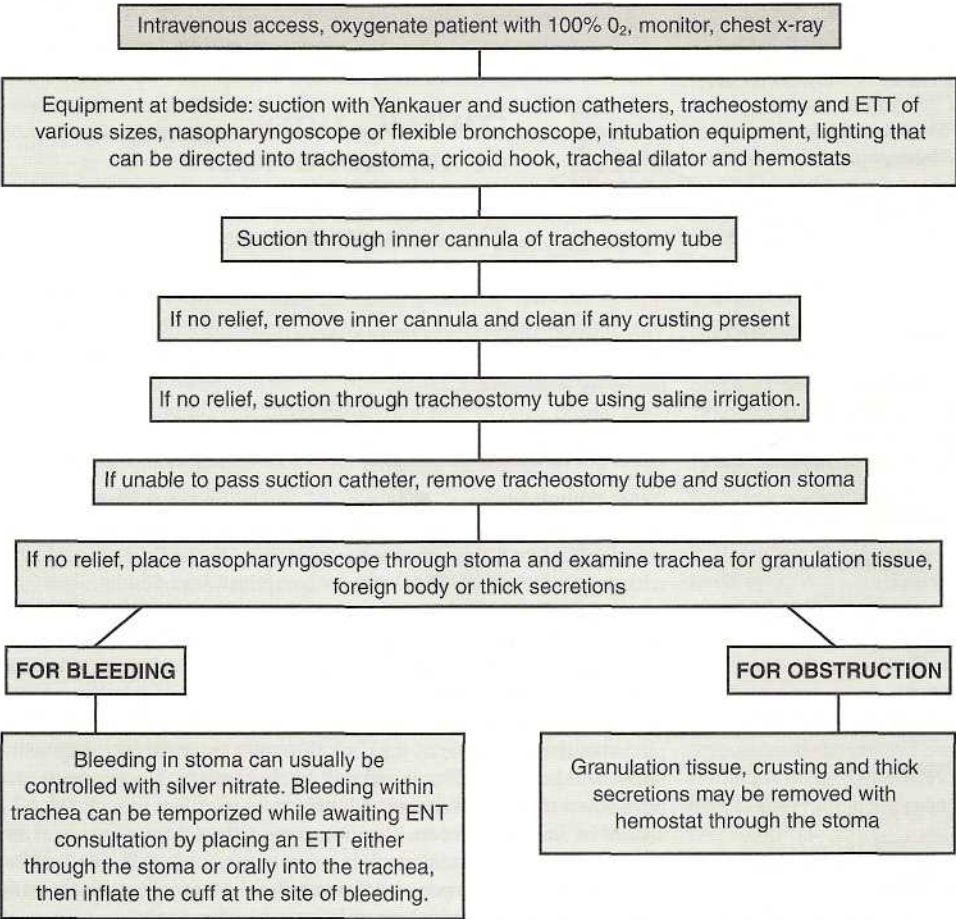 Intravenous access, oxygenate patient with 100% 0₂, monitor, chest x-ray
Equipment at bedside: suction with Yankauer and suction catheters, tracheostomy and ETT of
various sizes, nasopharyngoscope or flexible bronchoscope, intubation equipment, lighting that
can be directed into tracheostoma, cricoid hook, tracheal dilator and hemostats
Suction through inner cannula of tracheostomy tube
If no relief, remove inner cannula and clean if any crusting present
If no relief, suction through tracheostomy tube using saline irrigation.
If unable to pass suction catheter, remove tracheostomy tube and suction stoma
If no relief, place nasopharyngoscope through stoma and examine trachea for granulation tissue,
foreign body or thick secretions
FOR BLEEDING
Bleeding in stoma can usually be
controlled with silver nitrate. Bleeding within
trachea can be temporized while awaiting ENT
consultation by placing an ETT either
through the stoma or orally into the trachea,
then inflate the cuff at the site of bleeding.
FOR OBSTRUCTION
Granulation tissue, crusting and thick
secretions may be removed with
hemostat through the stoma